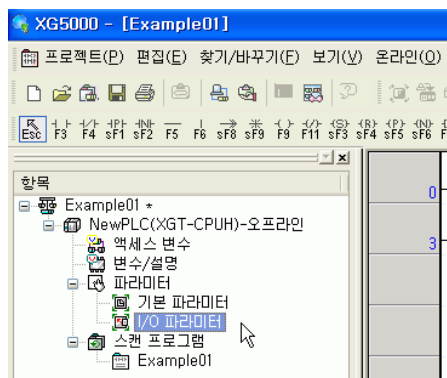 XG5000 - [Example01]
프로젝트(P) 편집(E) 찾기/바꾸기(F) 보기(V) 온라인(O)
Esc F3 F4 sF1 sF2 F5 F6 sF8 sF9 F9 F11 sF3 sF4 sF5 sF6
항목
Example01 *
NewPLC(XGT-CPUH)-오프라인
액세스 변수
변수/설명
파라미터
기본 파라미터
I/O 파라미터
스캔 프로그램
Example01
0
3